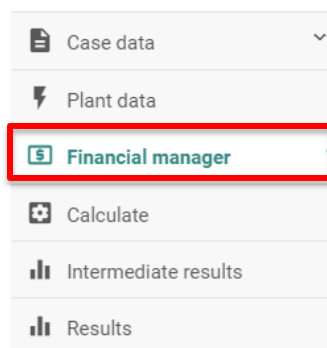 Case data
Plant data
Financial manager
Calculate
Intermediate results
Results